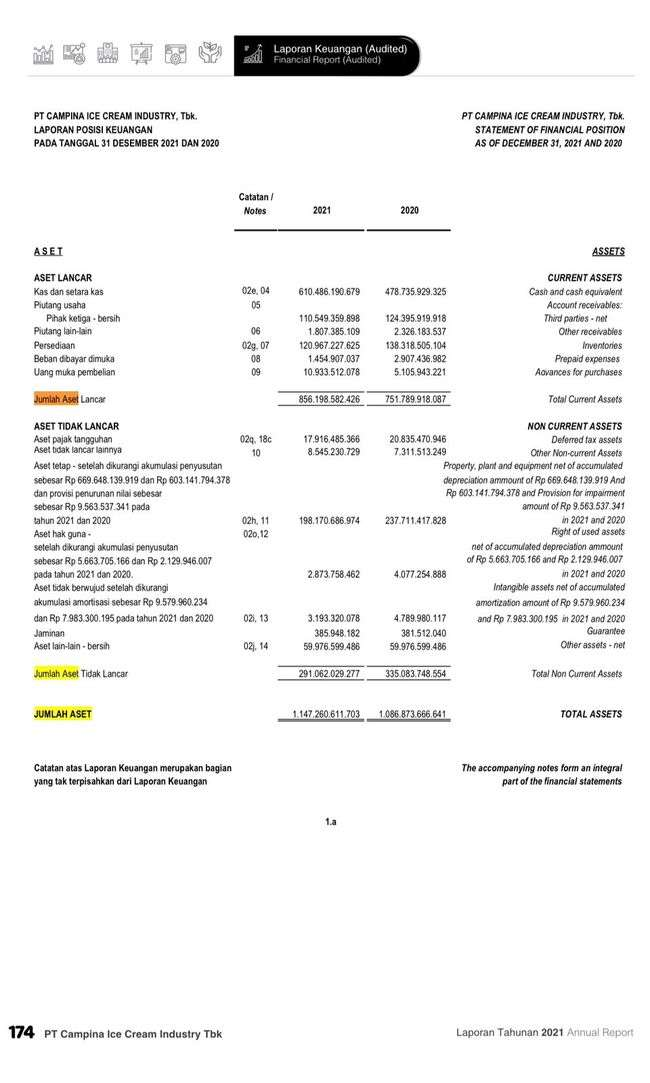 Laporan Keuangan (Audited)
Financial Report (Audited)
PT CAMPINA ICE CREAM INDUSTRY, Tbk. PT CAMPINA ICE CREAM INDUSTRY, Tbk.
LAPORAN POSISI KEUANGAN STATEMENT OF FINANCIAL POSITION
PADA TANGGAL 31 DESEMBER 2021 DAN 2020 AS OF DECEMBER 31, 2021 AND 2020
Catatan /
Notes 2021 2020
A S E T ASSETS
ASET LANCAR CURRENT ASSETS
Kas dan setara kas 02e, 04 610.486.190.679 478.735.929.325 Cash and cash equivalent
Piutang usaha 05 Account receivables:
Pihak ketiga - bersih 110.549.359.898 124.395.919.918 Third parties - net
Piutang lain-lain 06 1.807.385.109 2.326.183.537 Other receivables
Persediaan 02g, 07 120.967.227.625 138.318.505.104 Inventories
Beban dibayar dimuka 08 1.454.907.037 2.907.436.982 Prepaid expenses
Uang muka pembelian 09 10.933.512.078 5.105.943.221 Advances for purchases
Jumlah Aset Lancar 856.198.582.426 751.789.918.087 Total Current Assets
ASET TIDAK LANCAR NON CURRENT ASSETS
Aset pajak tangguhan 02q, 18c 17.916.485.366 20.835.470.946 Deferred tax assets
Aset tidak lancar lainnya 10 8.545.230.729 7.311.513.249 Other Non-current Assets
Aset tetap - setelah dikurangi akumulasi penyusutan Property, plant and equipment net of accumulated
sebesar Rp 669.648.139.919 dan Rp 603.141.794.378 depreciation ammount of Rp 669.648.139.919 And
dan provisi penurunan nilai sebesar Rp 603.141.794.378 and Provision for impairment
sebesar Rp 9.563.537.341 pada amount of Rp 9.563.537.341
tahun 2021 dan 2020 02h, 11 198.170.686.974 237.711.417.828 in 2021 and 2020
Aset hak guna - 02o,12 Right of used assets
setelah dikurangi akumulasi penyusutan net of accumulated depreciation ammount
sebesar Rp 5.663.705.166 dan Rp 2.129.946.007 of Rp 5.663.705.166 and Rp 2.129.946.007
pada tahun 2021 dan 2020. 2.873.758.462 4.077.254.888 in 2021 and 2020
Aset tidak berwujud setelah dikurangi Intangible assets net of accumulated
akumulasi amortisasi sebesar Rp 9.579.960.234 amortization amount of Rp 9.579.960.234
dan Rp 7.983.300.195 pada tahun 2021 dan 2020 02i, 13 3.193.320.078 4.789.980.117 and Rp 7.983.300.195 in 2021 and 2020
Jaminan 385.948.182 381.512.040 Guarantee
Aset lain-lain - bersih 02j, 14 59.976.599.486 59.976.599.486 Other assets - net
Jumlah Aset Tidak Lancar 291.062.029.277 335.083.748.554 Total Non Current Assets
JUMLAH ASET 1.147.260.611.703 1.086.873.666.641 TOTAL ASSETS
Catatan atas Laporan Keuangan merupakan bagian The accompanying notes form an integral
yang tak terpisahkan dari Laporan Keuangan part of the financial statements
1.a
174 PT Campina Ice Cream Industry Tbk Laporan Tahunan 2021 Annual Report